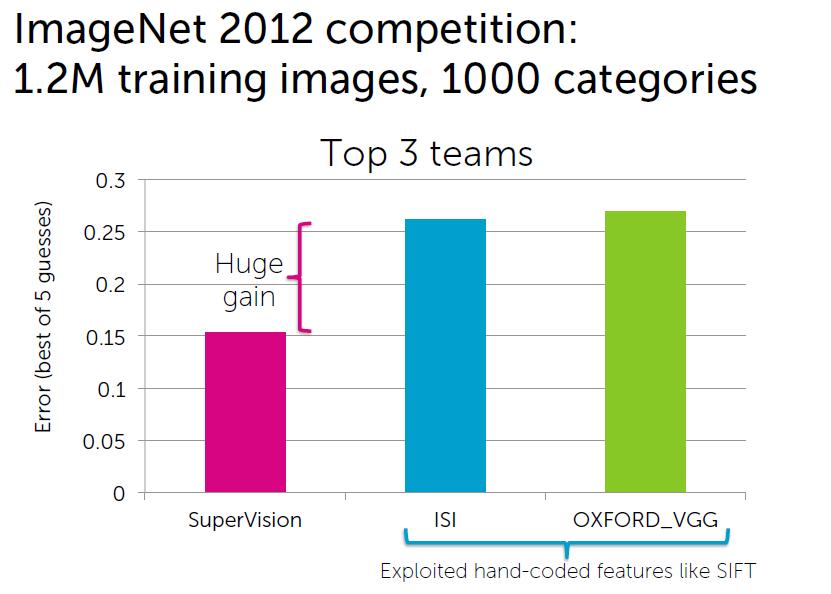 ImageNet 2012 competition:
1.2M training images, 1000 categories
Top 3 teams
Error (best of 5 guesses)
0.3
0.25
0.2
0.15
0.1
0.05
0
Huge
gain
SuperVision
ISI
OXFORD_VGG
Exploited hand-coded features like SIFT